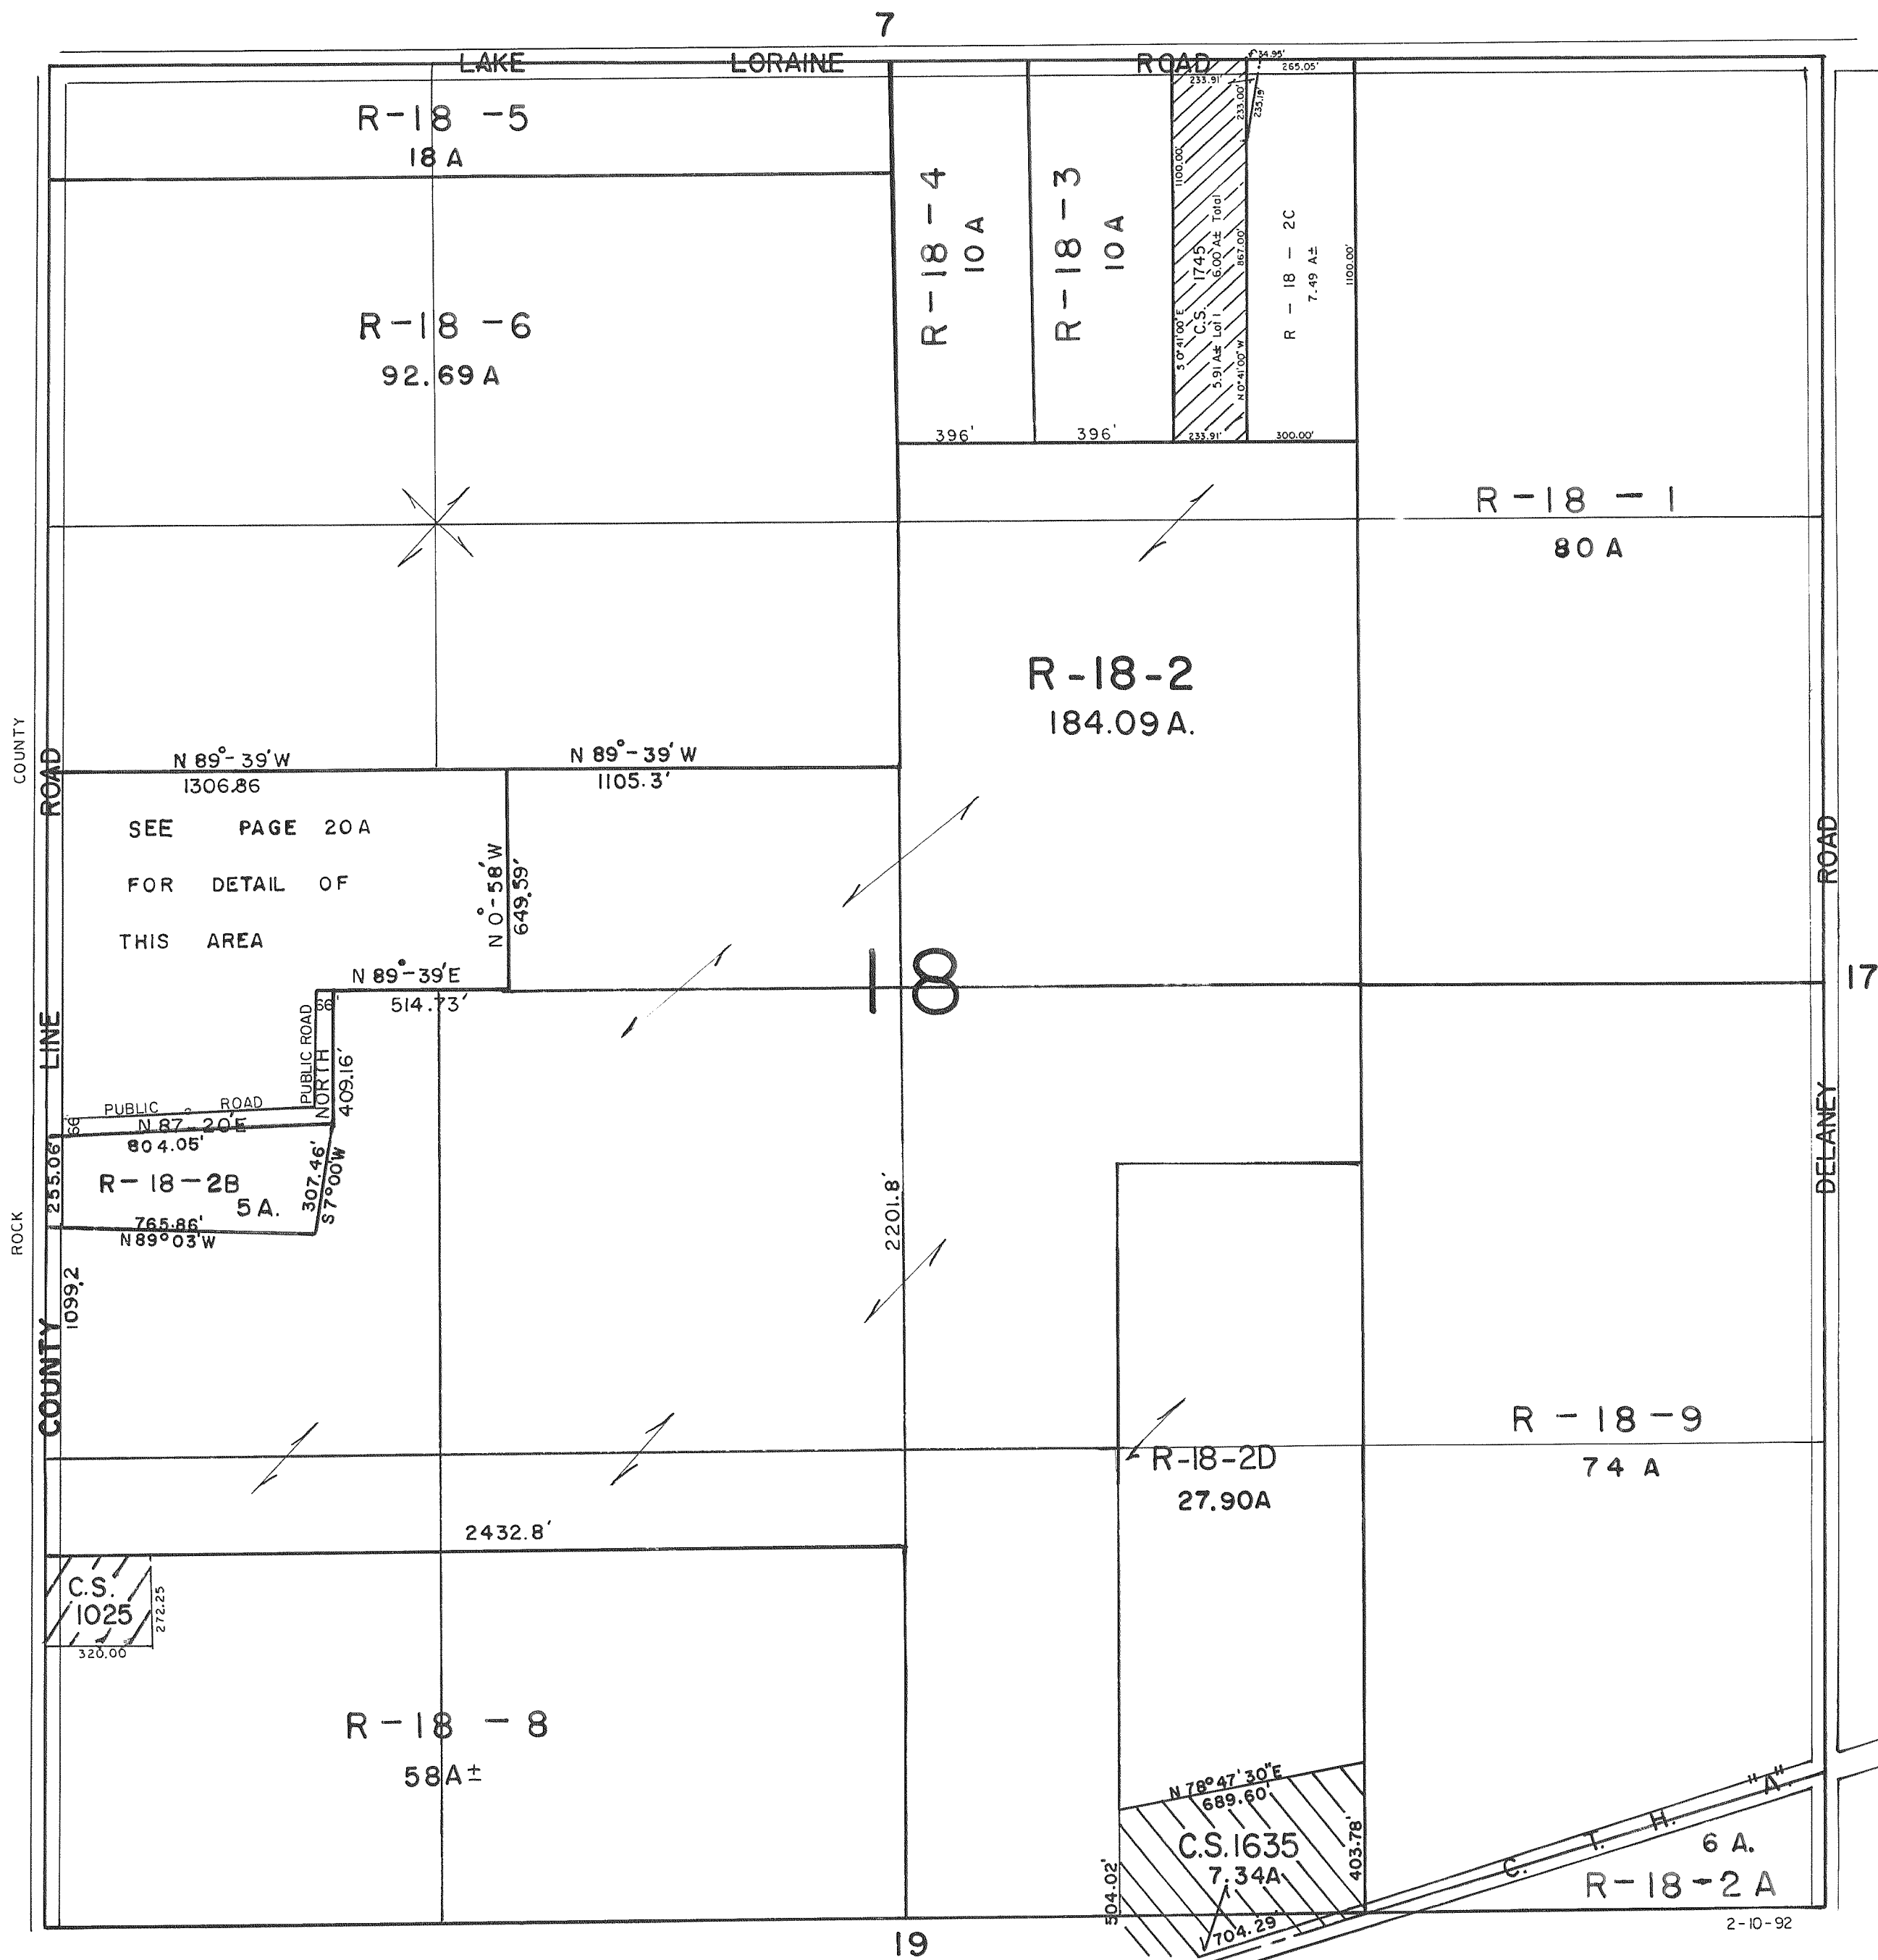 7
LAKE LORAINE ROAD
34.95'
265.05'
233.91'
233.00'
235.19'
R-18 -5
18 A
R-18-4
10 A
R-18-3
10 A
1100.00'
S 0°41'00" E
C.S. 1745
5.91 A± Lot 1 6.00 A± Total
867.00'
N 0°41'00" W
R - 18 - 2C
7.49 A±
1100.00'
R-18 -6
92.69 A
396'
396'
233.91'
300.00'
R-18 - 1
80 A
R-18-2
184.09 A.
COUNTY
ROCK
COUNTY LINE ROAD
N 89°-39' W
1306.86
N 89°-39' W
1105.3'
SEE PAGE 20A
FOR DETAIL OF
THIS AREA
N 0°-58' W
649.59'
DELANEY ROAD
N 89°-39' E
514.73'
18
17
66'
PUBLIC ROAD
NORTH
409.16'
PUBLIC ROAD
66'
N 87°-20' E
804.05'
255.06'
R-18-2B
5 A.
307.46'
S 7°00' W
765.86'
N 89°03' W
1099.2
2201.8'
R-18-9
74 A
R-18-2D
27.90A
2432.8'
C.S.
1025
272.25
320.00
R-18 - 8
58A±
N 78°47'30" E
689.60'
C.S. 1635
7.34A
504.02'
403.78'
704.29'
C. T. H. "A"
6 A.
R-18-2A
2-10-92
19